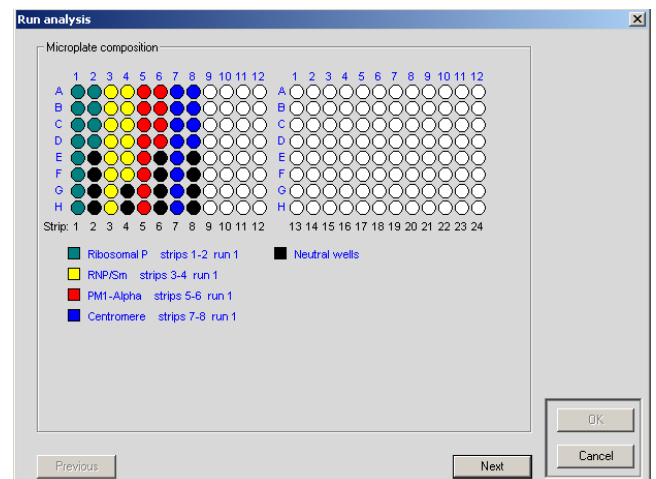 Run analysis
Microplate composition
1 2 3 4 5 6 7 8 9 10 11 12 1 2 3 4 5 6 7 8 9 10 11 12
A A
B B
C C
D D
E E
F F
G G
H H
Strip: 1 2 3 4 5 6 7 8 9 10 11 12 13 14 15 16 17 18 19 20 21 22 23 24
Ribosomal P strips 1-2 run 1 Neutral wells
RNP/Sm strips 3-4 run 1
PM1-Alpha strips 5-6 run 1
Centromere strips 7-8 run 1
OK
Previous Next Cancel